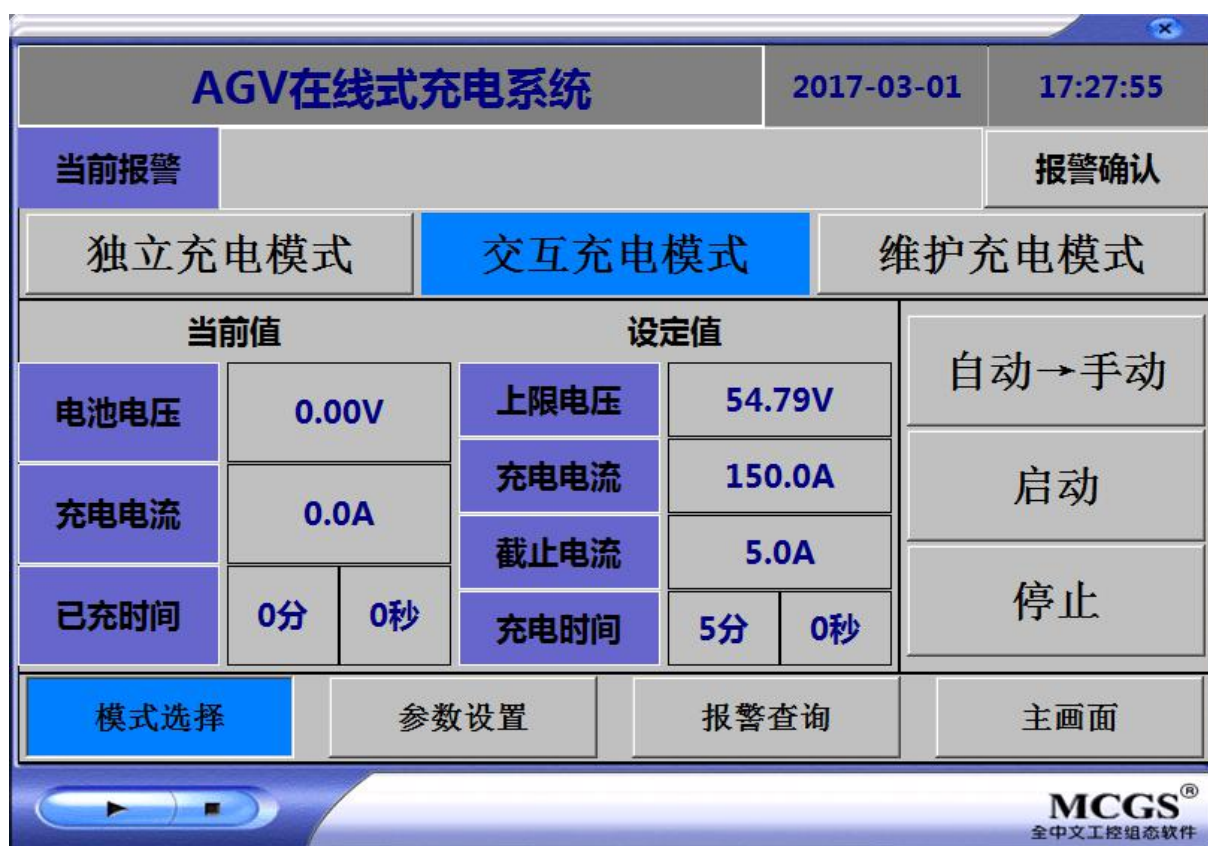 AGV在线式充电系统 2017-03-01 17:27:55
当前报警 报警确认
独立充电模式 交互充电模式 维护充电模式
当前值 设定值
自动→手动
电池电压 0.00V 上限电压 54.79V
充电电流 150.0A
启动
充电电流 0.0A
截止电流 5.0A
停止
已充时间 0分 0秒 充电时间 5分 0秒
模式选择 参数设置 报警查询 主画面
MCGS®
全中文工控组态软件